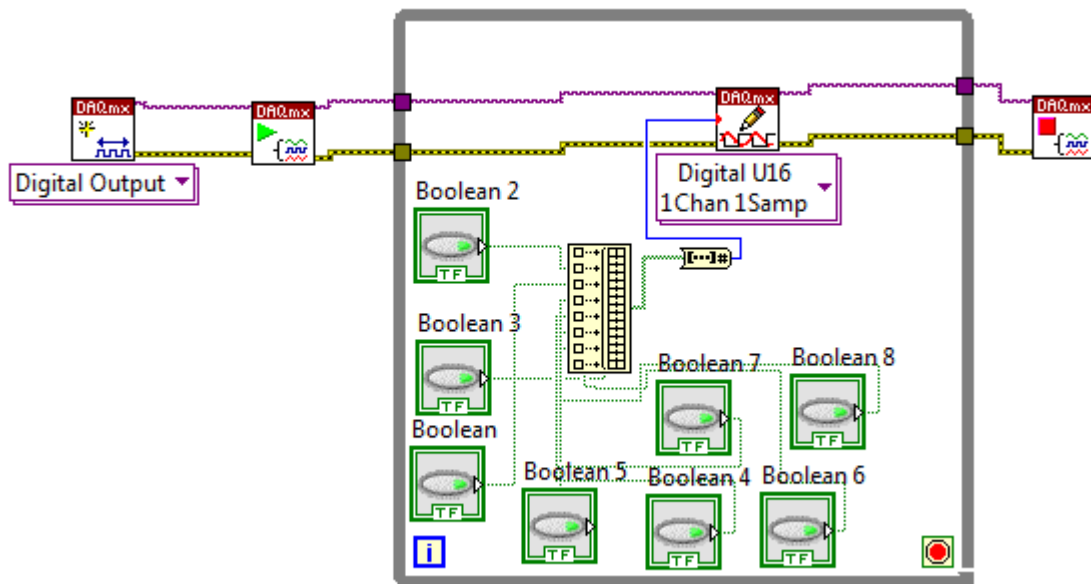 DAQmx
DAQmx
DAQmx
DAQmx
Digital Output
Digital U16
1Chan 1Samp
Boolean 2
TF
#
Boolean 3
TF
Boolean 7
TF
Boolean 8
TF
Boolean
TF
Boolean 5
TF
Boolean 4
TF
Boolean 6
TF
i